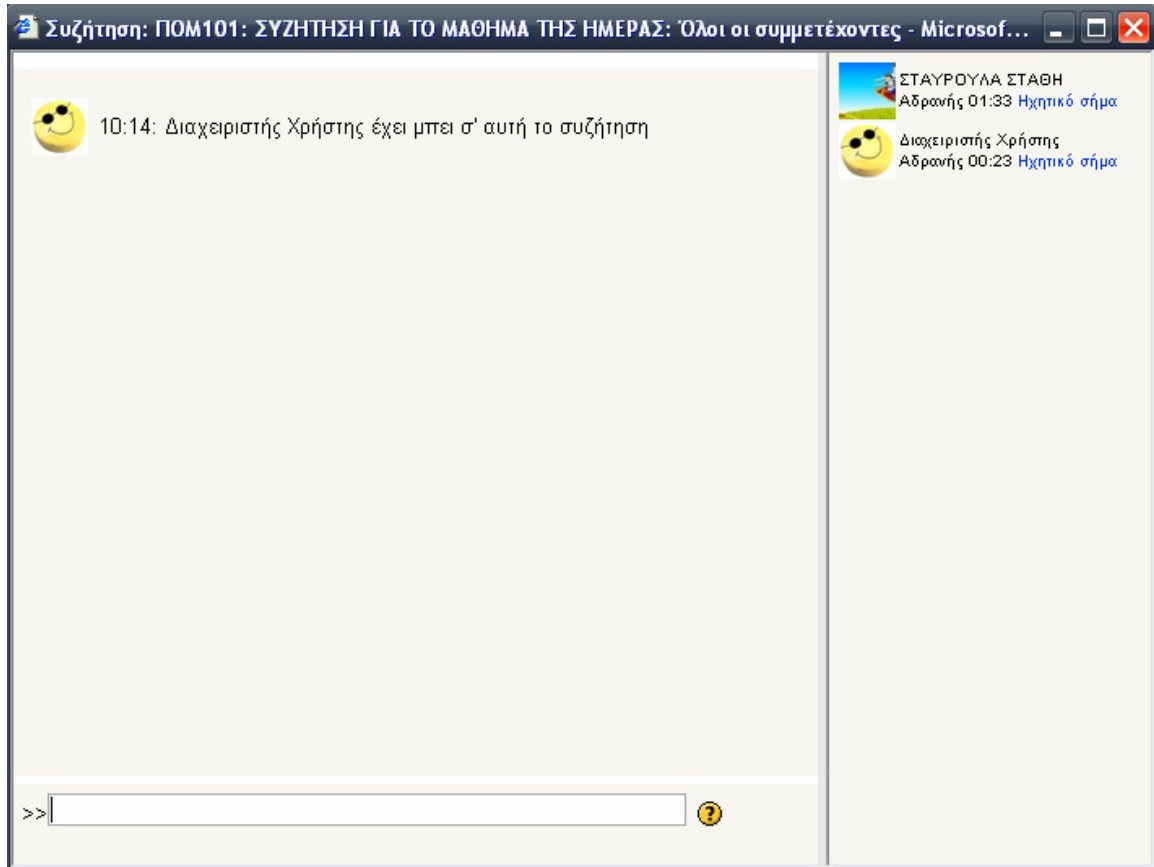 Συζήτηση: ΠΟΜ101: ΣΥΖΗΤΗΣΗ ΓΙΑ ΤΟ ΜΑΘΗΜΑ ΤΗΣ ΗΜΕΡΑΣ: Όλοι οι συμμετέχοντες - Microsof...
10:14: Διαχειριστής Χρήστης έχει μπει σ' αυτή το συζήτηση
ΣΤΑΥΡΟΥΛΑ ΣΤΑΘΗ
Αδρανής 01:33 Ηχητικό σήμα
Διαχειριστής Χρήστης
Αδρανής 00:23 Ηχητικό σήμα
>>
?